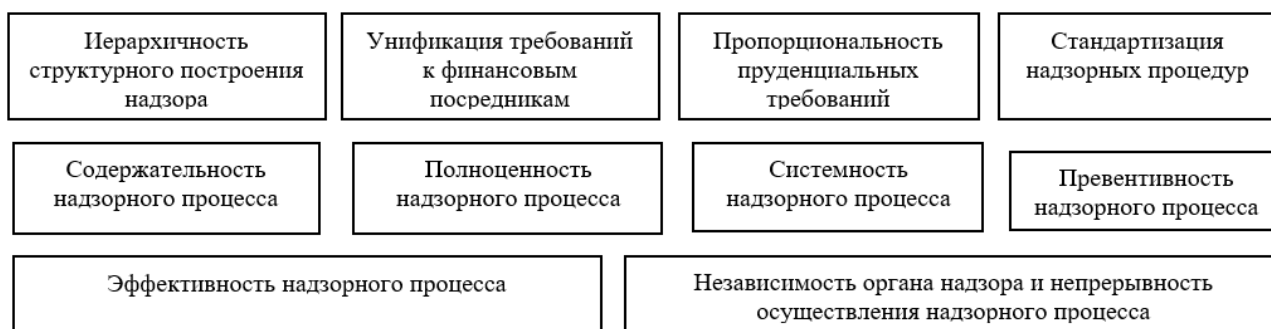 Иерархичность
структурного построения
надзора
Унификация требований
к финансовым
посредникам
Пропорциональность
пруденциальных
требований
Стандартизация
надзорных процедур
Содержательность
надзорного процесса
Полноценность
надзорного процесса
Системность
надзорного процесса
Превентивность
надзорного процесса
Эффективность надзорного процесса
Независимость органа надзора и непрерывность
осуществления надзорного процесса